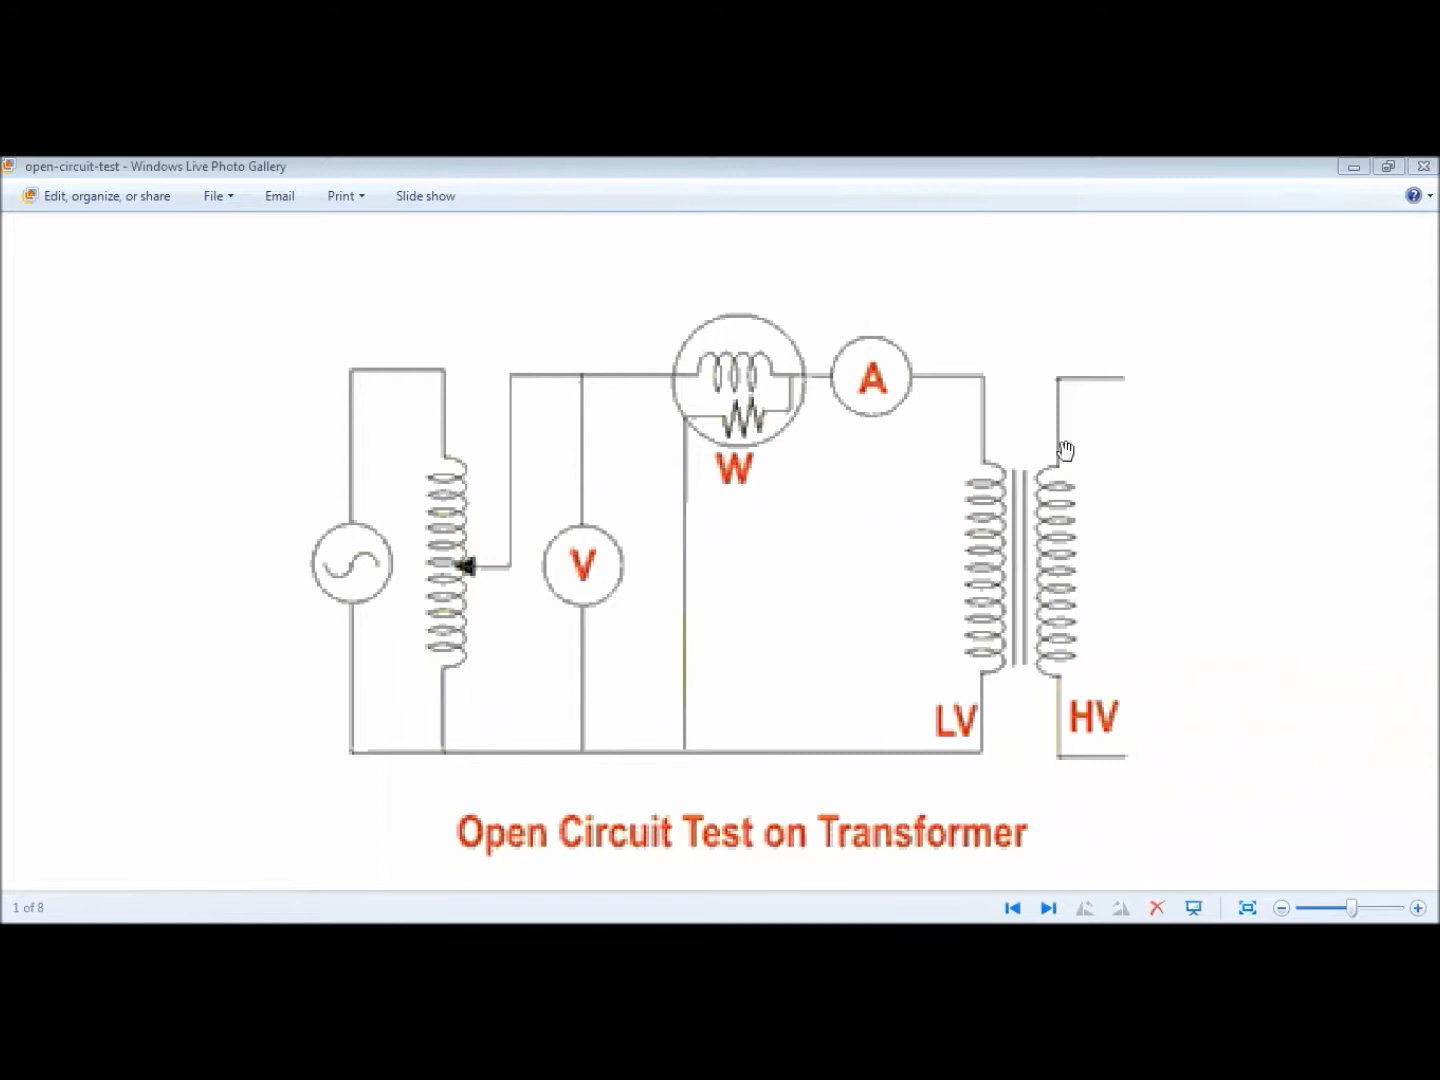 open-circuit-test - Windows Live Photo Gallery
Edit, organize, or share File Email Print Slide show
A
W
V
LV
HV
Open Circuit Test on Transformer
1 of 8